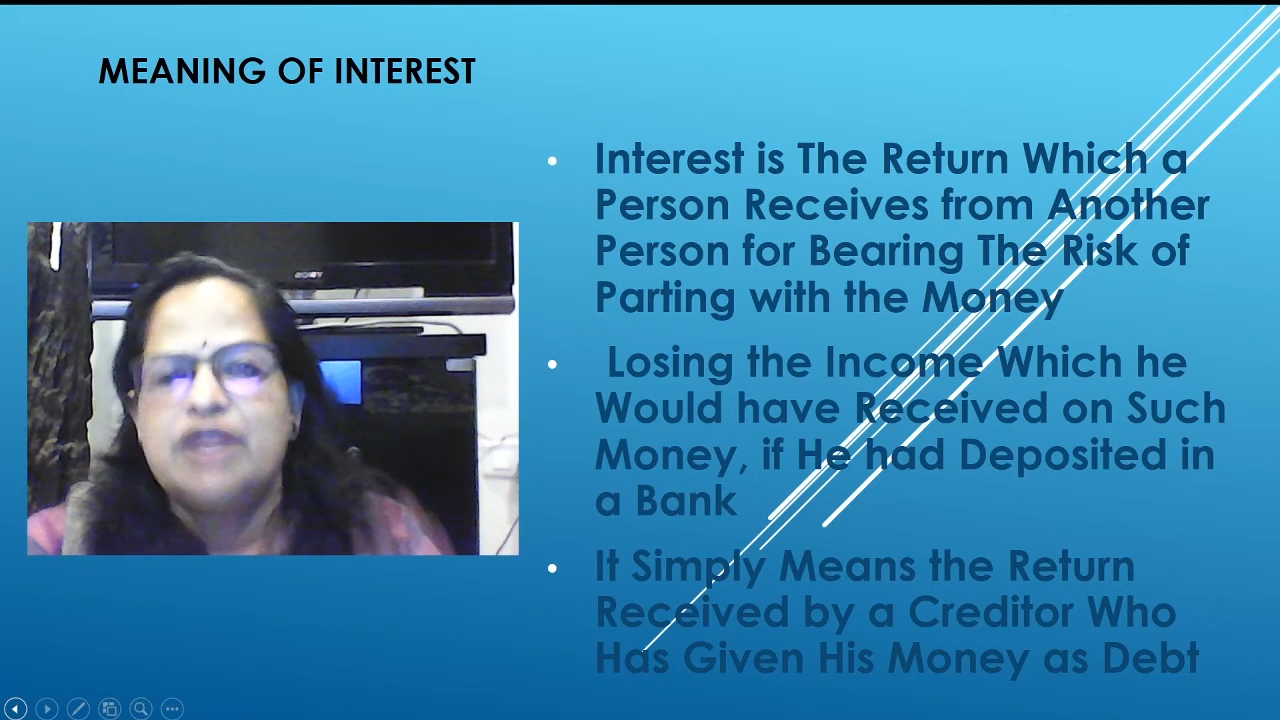 MEANING OF INTEREST
Interest is The Return Which a
Person Receives from Another
Person for Bearing The Risk of
Parting with the Money
Losing the Income Which he
Would have Received on Such
Money, if He had Deposited in
a Bank
It Simply Means the Return
Received by a Creditor Who
Has Given His Money as Debt
SONY